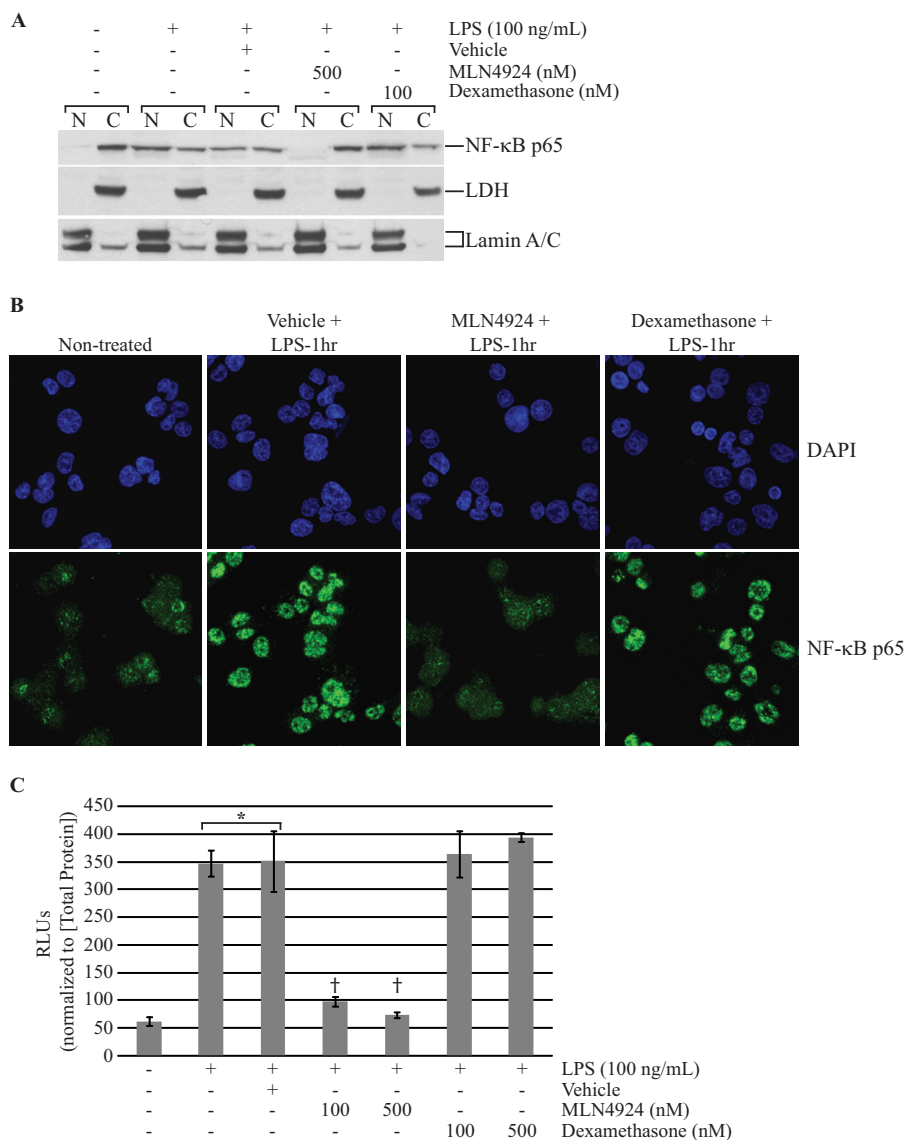 A
- + + + + LPS (100 ng/mL)
- - + - - Vehicle
- - - 500 - MLN4924 (nM)
- - - - 100 Dexamethasone (nM)
N C N C N C N C N C
NF-κB p65
LDH
Lamin A/C
B
Non-treated
Vehicle +
LPS-1hr
MLN4924 +
LPS-1hr
Dexamethasone +
LPS-1hr
DAPI
NF-κB p65
C
RLUs
(normalized to [Total Protein])
450
400
350
300
250
200
150
100
50
0
*
† †
- + + + + + + LPS (100 ng/mL)
- - + - - - - Vehicle
- - - 100 500 - - MLN4924 (nM)
- - - - - 100 500 Dexamethasone (nM)